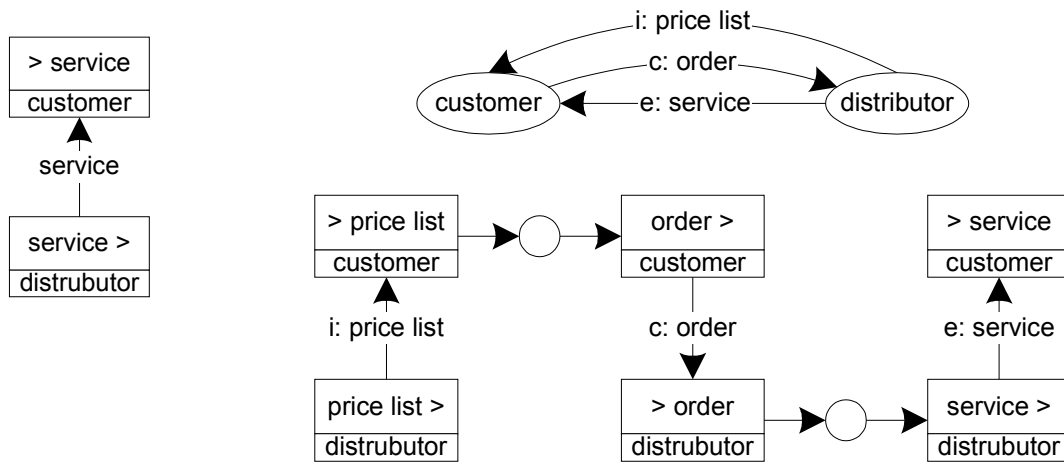 > service
customer
service
service >
distrubutor
i: price list
c: order
customer
e: service
distributor
> price list
customer
order >
customer
> service
customer
i: price list
c: order
e: service
price list >
distrubutor
> order
distrubutor
service >
distrubutor